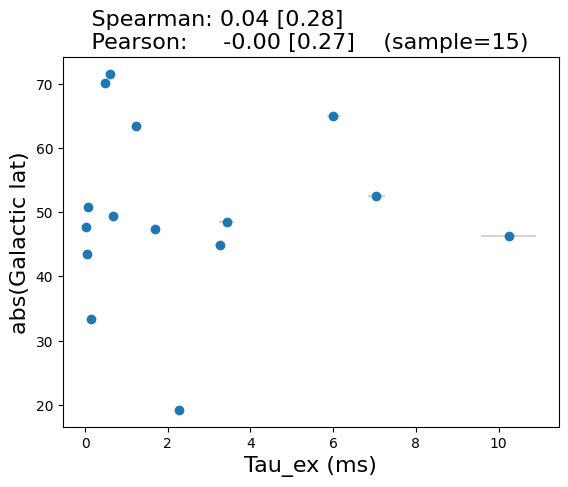 Spearman: 0.04 [0.28]
Pearson: -0.00 [0.27] (sample=15)
70
60
50
40
30
20
abs(Galactic lat)
0 2 4 6 8 10
Tau_ex (ms)